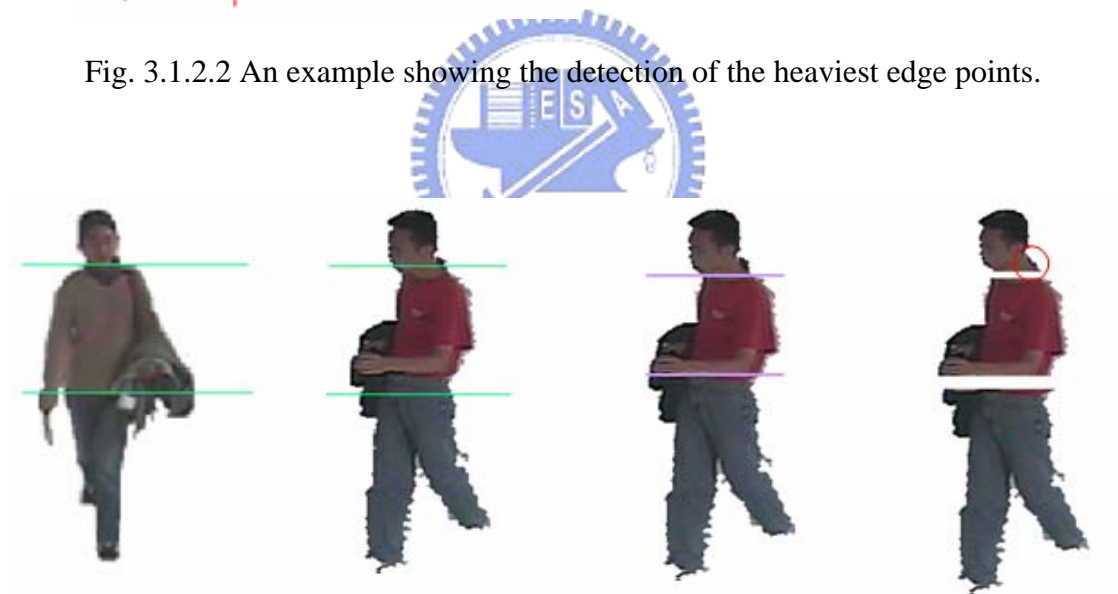 Fig. 3.1.2.2 An example showing the detection of the heaviest edge points.
E S A